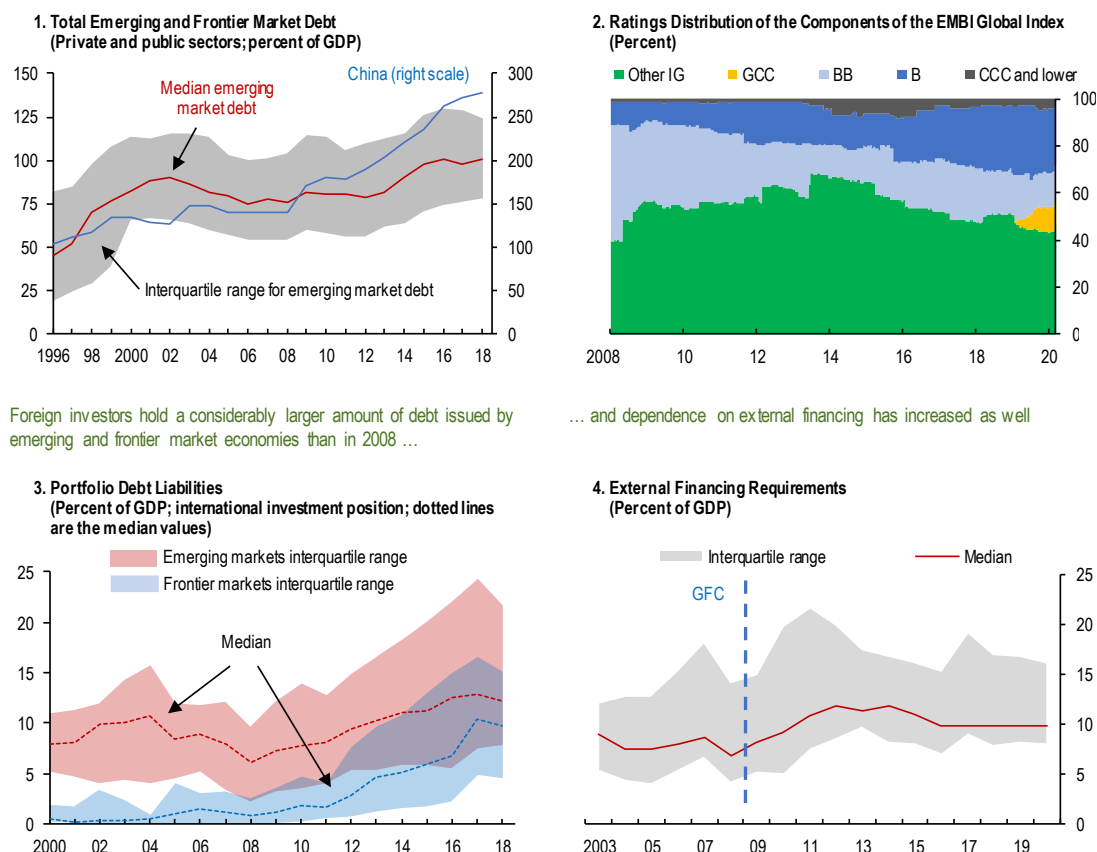 1. Total Emerging and Frontier Market Debt
(Private and public sectors; percent of GDP)
150
125
100
75
50
25
0
300
250
200
150
100
50
0
China (right scale)
Median emerging
market debt
Interquartile range for emerging market debt
1996 98 2000 02 04 06 08 10 12 14 16 18
2. Ratings Distribution of the Components of the EMBI Global Index
(Percent)
Other IG GCC BB B CCC and lower
100
80
60
40
20
0
2008 10 12 14 16 18 20
Foreign investors hold a considerably larger amount of debt issued by
emerging and frontier market economies than in 2008 …
… and dependence on external financing has increased as well
3. Portfolio Debt Liabilities
(Percent of GDP; international investment position; dotted lines
are the median values)
Emerging markets interquartile range
Frontier markets interquartile range
25
20
15
10
5
0
Median
2000 02 04 06 08 10 12 14 16 18
4. External Financing Requirements
(Percent of GDP)
Interquartile range Median
GFC
25
20
15
10
5
0
2003 05 07 09 11 13 15 17 19